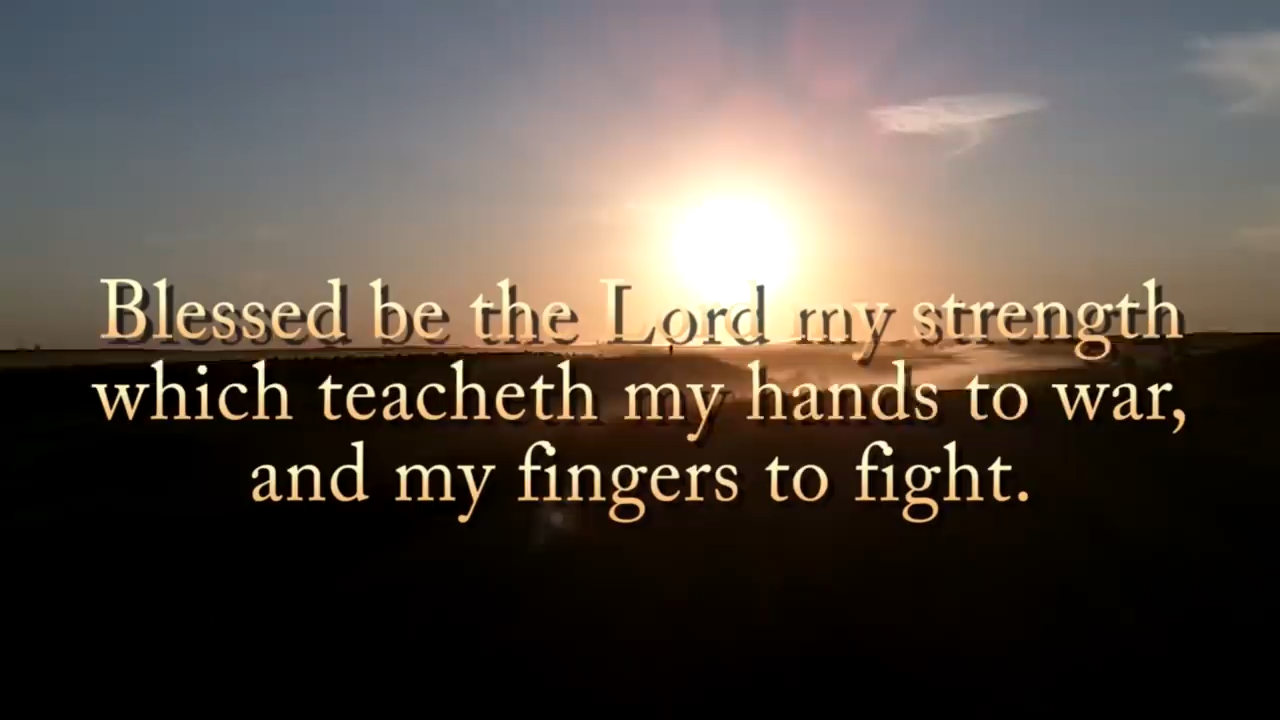 Blessed be the Lord my strength
which teacheth my hands to war,
and my fingers to fight.